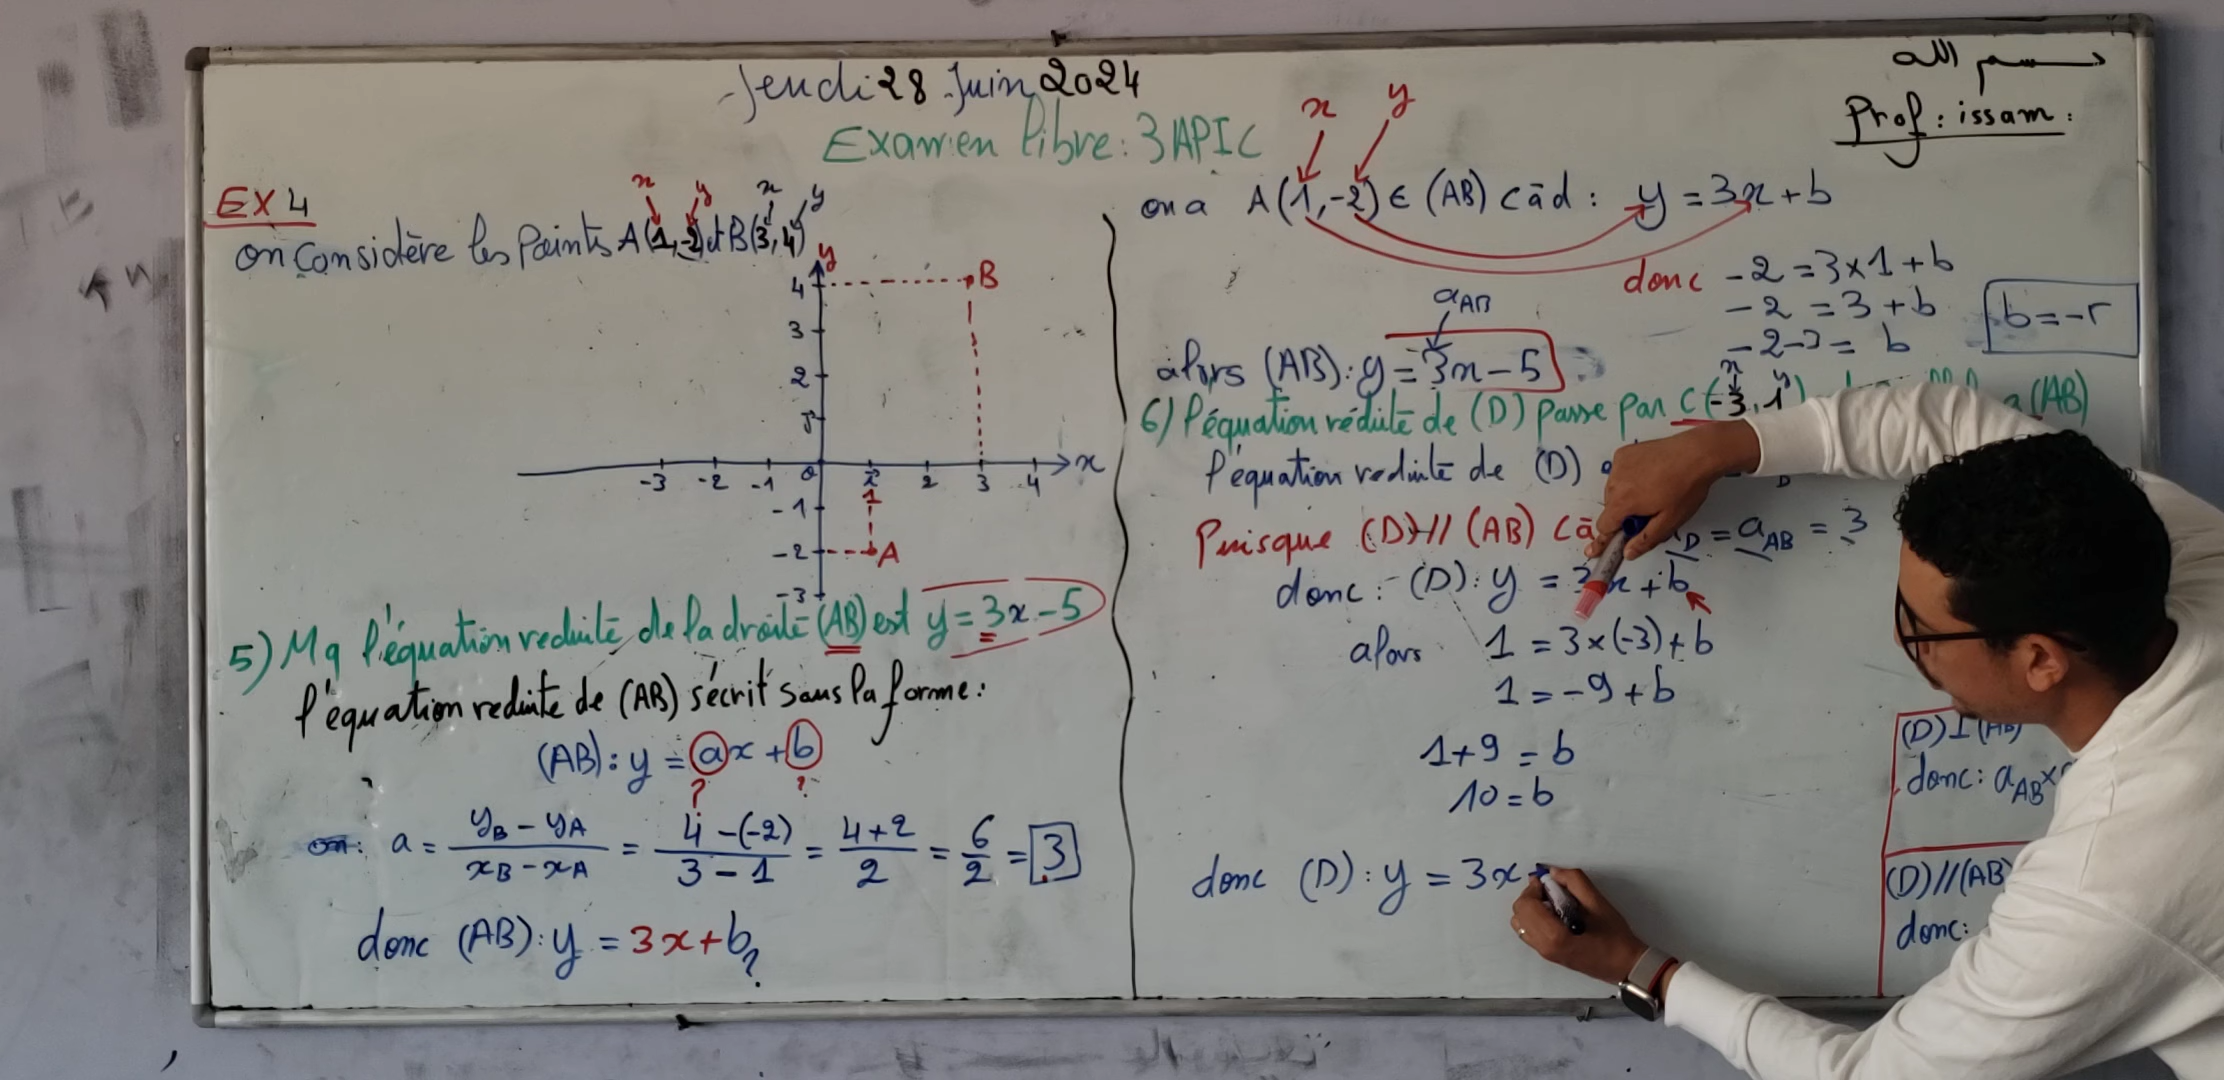 Jeudi 28 Juin 2024
Examen libre : 3APIC
بسم الله
Prof : issam :
EX 4
x y x y
on considère les Points A(1,-2) et B(3,4)
y
4 B
3
2
J
-3 -2 -1 0 i 2 3 4 x
1
-1
-2 A
-3
5) Mq l'équation reduite de la droite (AB) est y = 3x - 5
l'équation reduite de (AB) s'écrit sous la forme :
(AB) : y = ax + b
? ?
a = yB - yA / xB - xA = 4 - (-2) / 3 - 1 = 4+2 / 2 = 6 / 2 = 3
donc (AB) : y = 3x + b ?
x y
on a A(1,-2) ∈ (AB) càd : y = 3x + b
donc -2 = 3×1 + b
-2 = 3 + b
-2-3 = b
b = -5
aAB
alors (AB) : y = 3x - 5
x y
6) l'équation réduite de (D) passe par C(-3,1) (AB)
l'équation reduite de (D)
D
Puisque (D) // (AB) cà D = aAB = 3
donc : (D) : y = 3x + b
alors 1 = 3×(-3) + b
1 = -9 + b
1+9 = b
10 = b
donc (D) : y = 3x +
(D) ⊥ (AB)
donc : aAB ×
(D) // (AB)
donc :